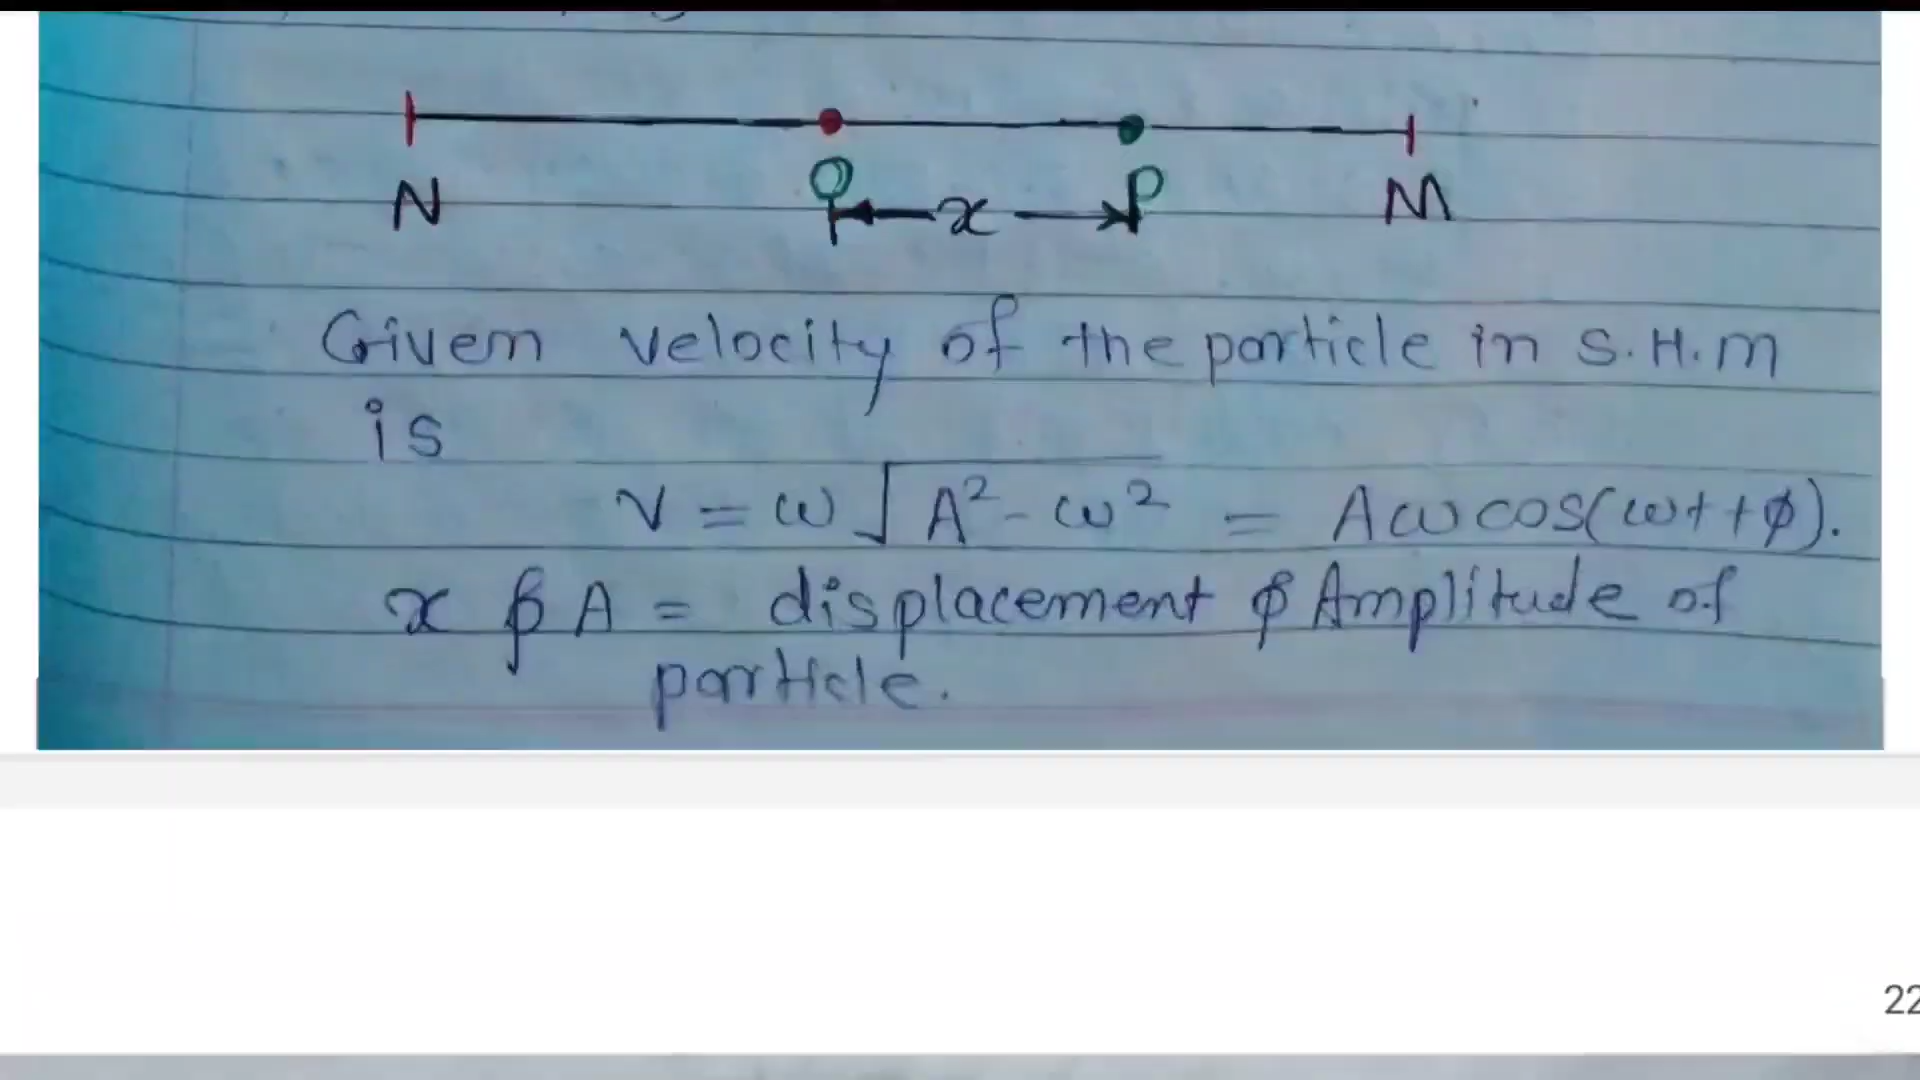 N O x P M
Given velocity of the particle in S.H.M
is
V = ω√A² - ω² = Aωcos(ωt+φ).
x & A = displacement & Amplitude of
particle.
22